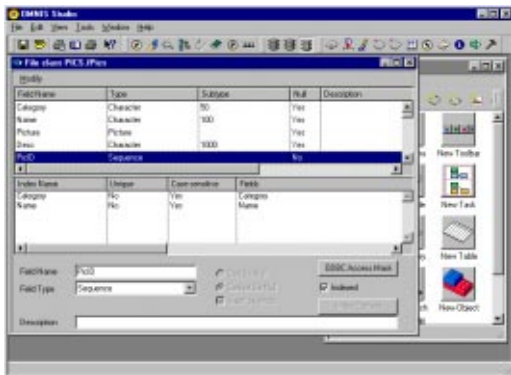 OMNIS Studio
File Edit View Tools Window Help
File class PICS /Pics
Modify
Field Name Type Subtype Null Description
Category Character 50 Yes
Name Character 100 Yes
Picture Picture Yes
Desc Character 1000 Yes
PicID Sequence No
Index Name Unique Case sensitive Fields
Category No Yes Category
Name No Yes Name
Field Name PicID
Field Type Sequence
ODBC Access Mask
Indexed
Description
New Toolbar
New Task
New Table
New Object